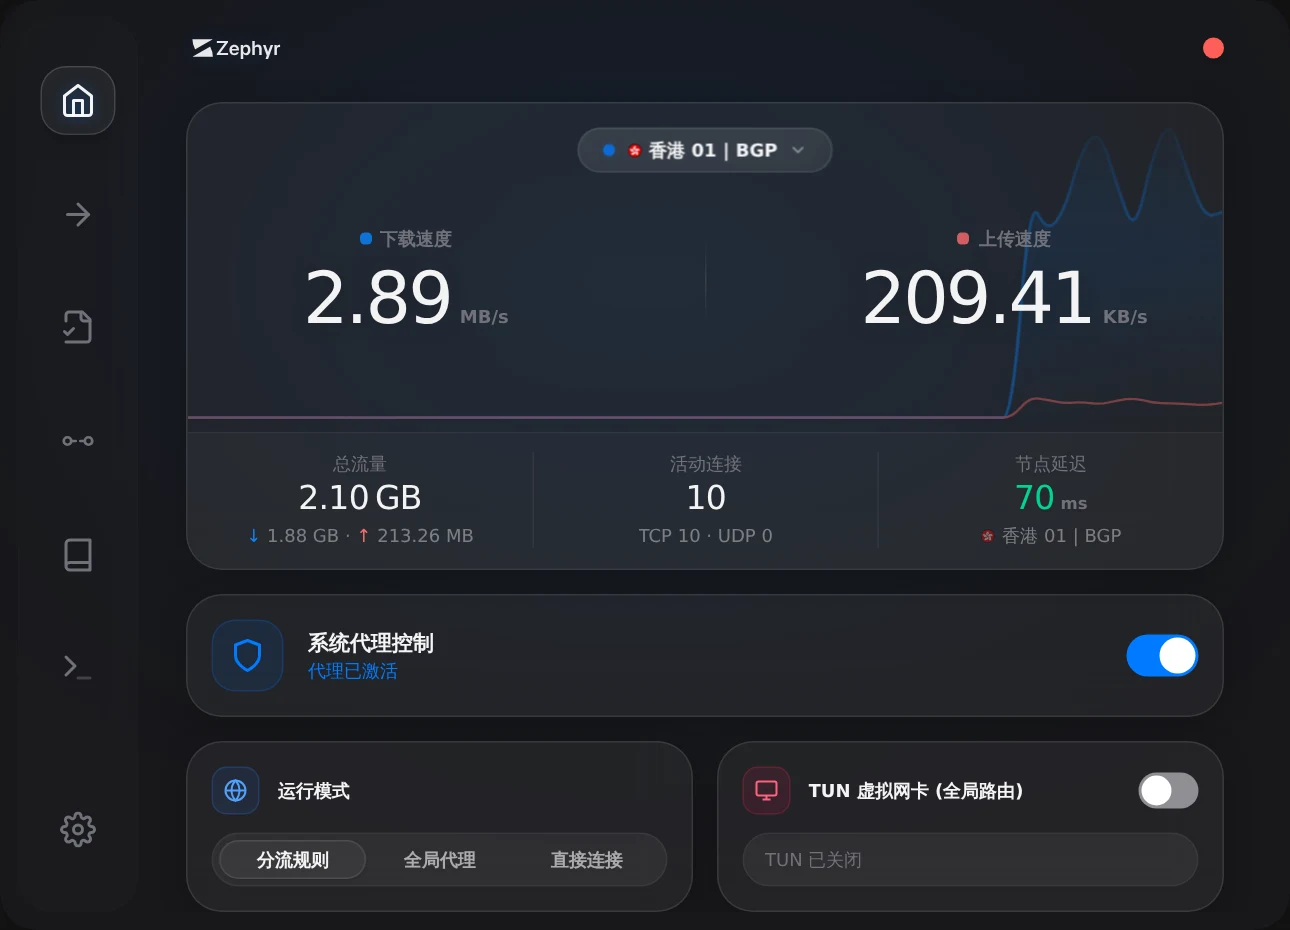 Zephyr
香港 01 | BGP
下载速度
2.89 MB/s
上传速度
209.41 KB/s
总流量
2.10 GB
↓ 1.88 GB · ↑ 213.26 MB
活动连接
10
TCP 10 · UDP 0
节点延迟
70 ms
香港 01 | BGP
系统代理控制
代理已激活
运行模式
分流规则 全局代理 直接连接
TUN 虚拟网卡 (全局路由)
TUN 已关闭